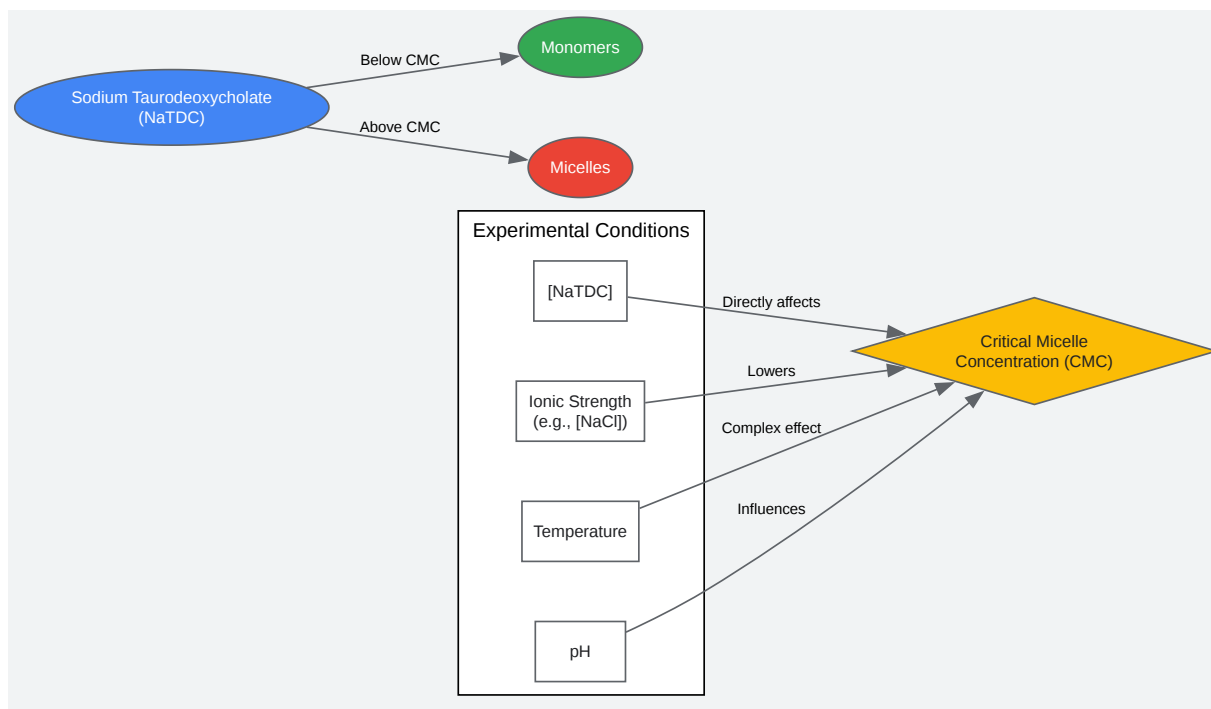 Sodium Taurodeoxycholate
(NaTDC)
Below CMC
Above CMC
Monomers
Micelles
Experimental Conditions
[NaTDC]
Ionic Strength
(e.g., [NaCl])
Temperature
pH
Directly affects
Lowers
Complex effect
Influences
Critical Micelle
Concentration (CMC)